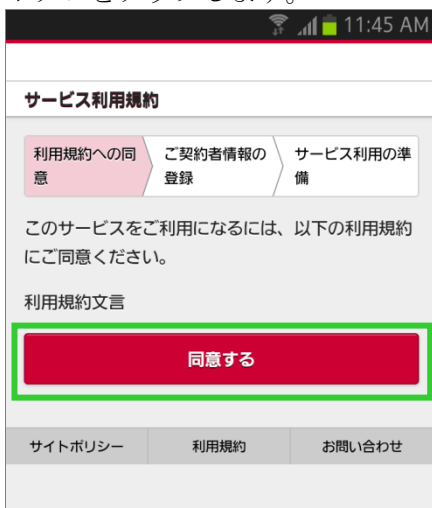 11:45 AM
サービス利用規約
利用規約への同
意
ご契約者情報の
登録
サービス利用の準
備
このサービスをご利用になるには、以下の利用規約
にご同意ください。
利用規約文言
同意する
サイトポリシー 利用規約 お問い合わせ